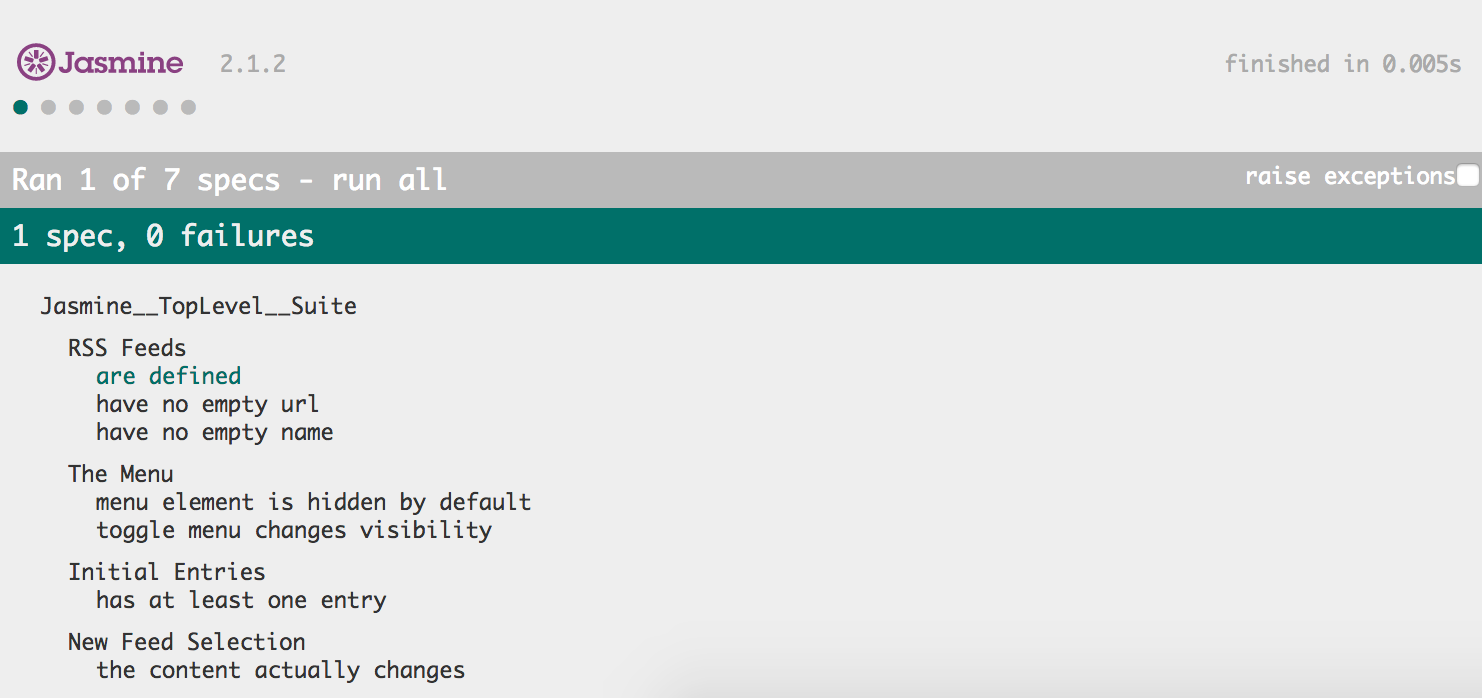 Jasmine 2.1.2 finished in 0.005s
Ran 1 of 7 specs - run all raise exceptions
1 spec, 0 failures
Jasmine__TopLevel__Suite
RSS Feeds
are defined
have no empty url
have no empty name
The Menu
menu element is hidden by default
toggle menu changes visibility
Initial Entries
has at least one entry
New Feed Selection
the content actually changes